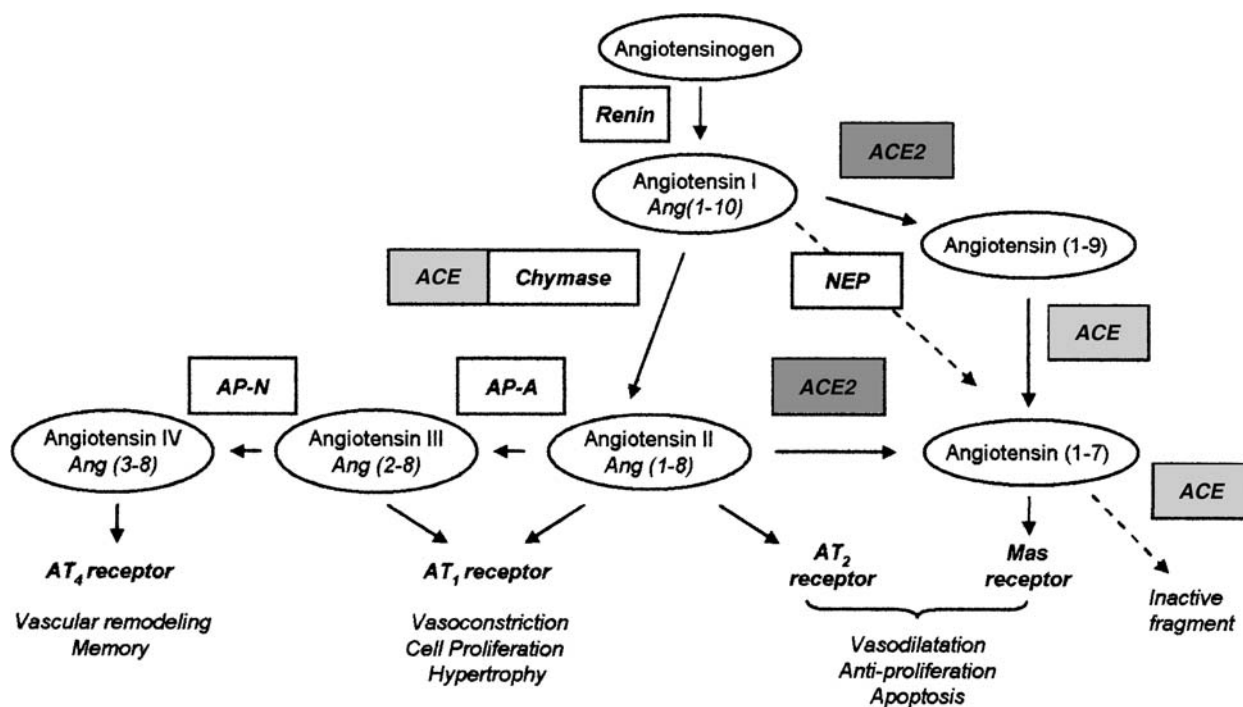 Angiotensinogen
Renin
ACE2
Angiotensin I
Ang(1-10)
Angiotensin (1-9)
ACE
Chymase
NEP
ACE
AP-N
AP-A
ACE2
Angiotensin IV
Ang (3-8)
Angiotensin III
Ang (2-8)
Angiotensin II
Ang (1-8)
Angiotensin (1-7)
ACE
AT4 receptor
AT1 receptor
AT2
receptor
Mas
receptor
Inactive
fragment
Vascular remodeling
Memory
Vasoconstriction
Cell Proliferation
Hypertrophy
Vasodilatation
Anti-proliferation
Apoptosis